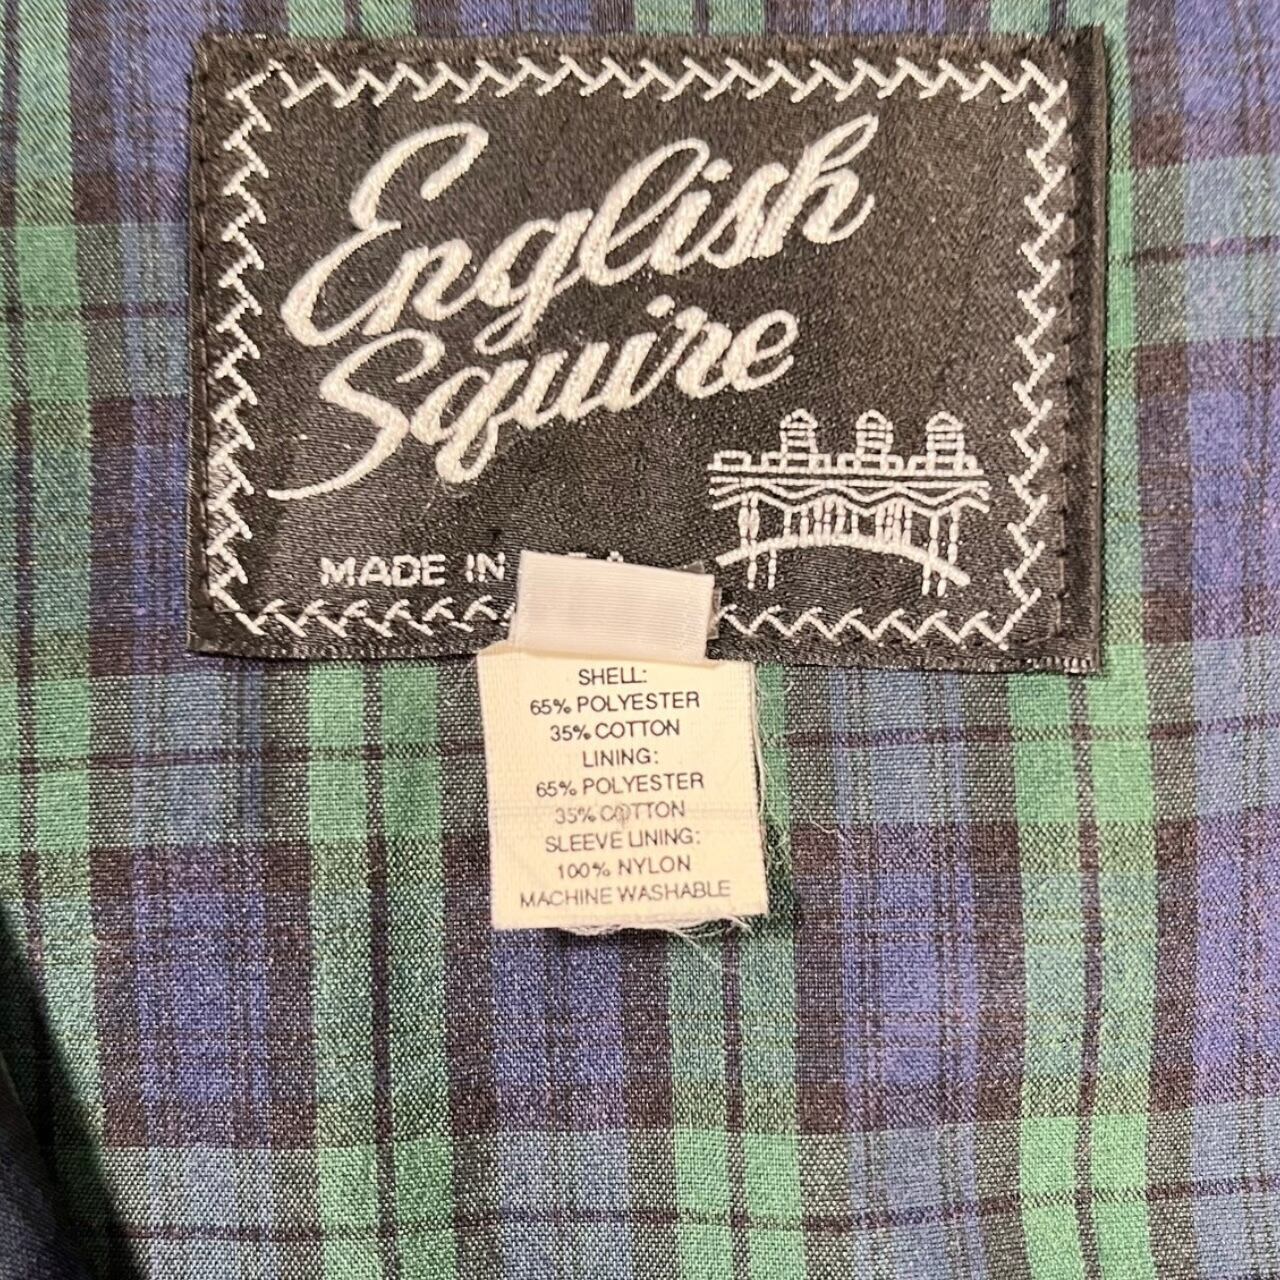 English
Squire
MADE IN
SHELL:
65% POLYESTER
35% COTTON
LINING:
65% POLYESTER
35% COTTON
SLEEVE LINING:
100% NYLON
MACHINE WASHABLE